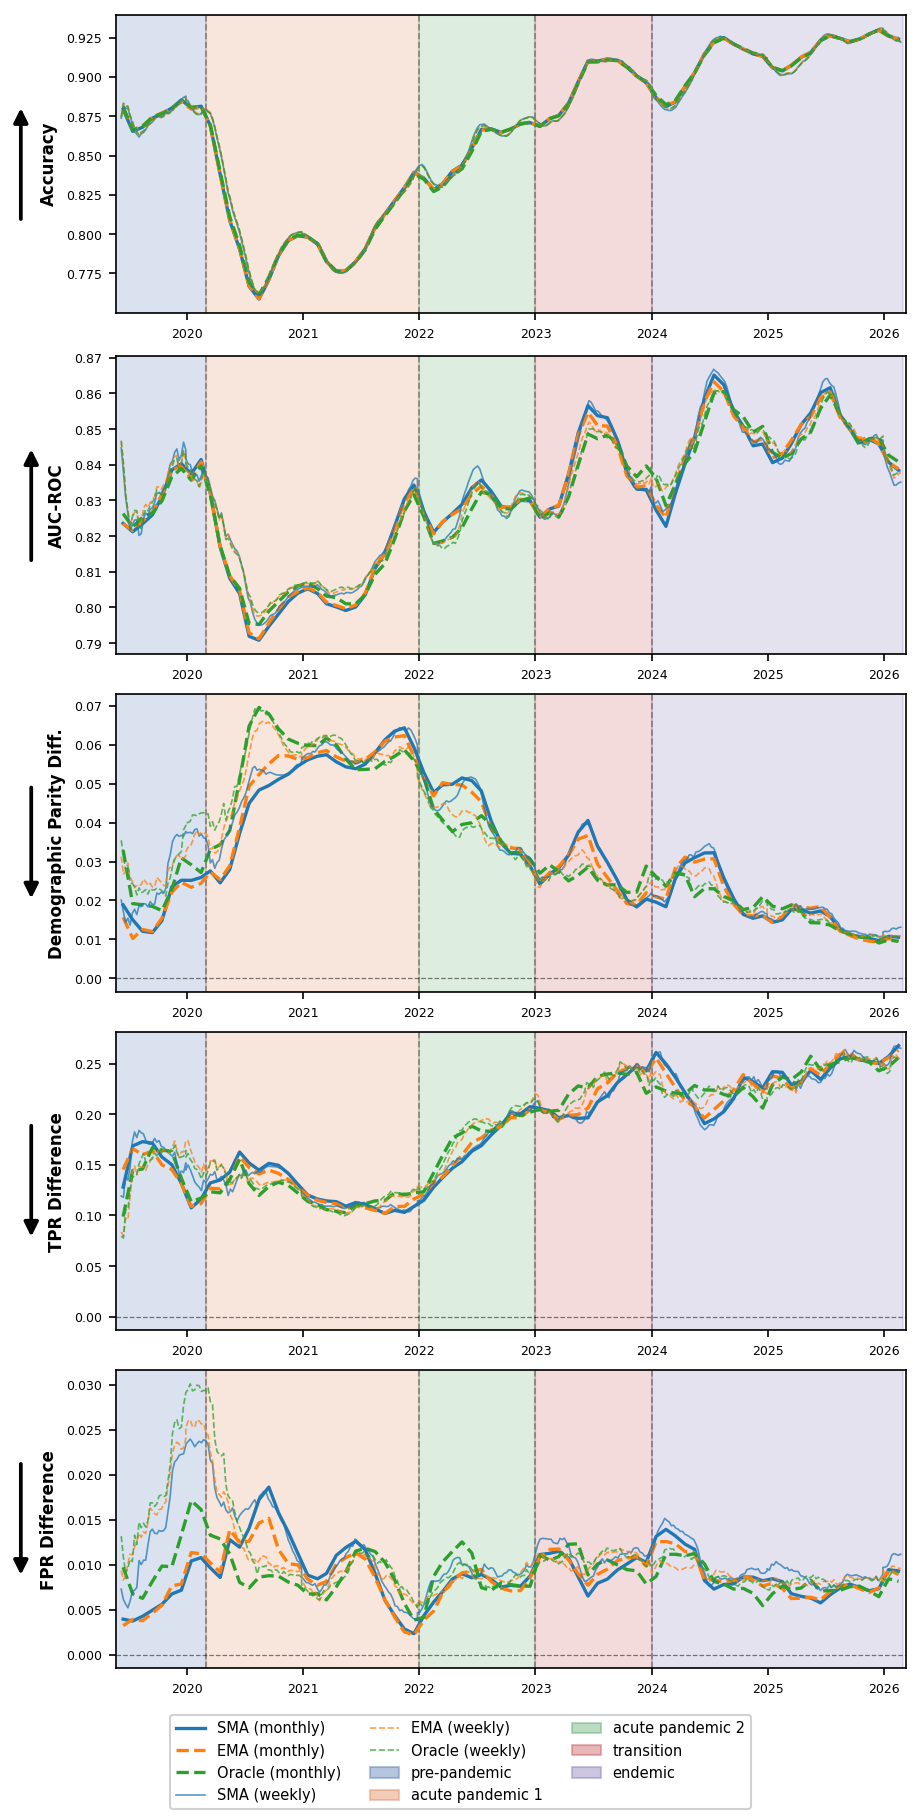 Accuracy
0.925
0.900
0.875
0.850
0.825
0.800
0.775
2020 2021 2022 2023 2024 2025 2026
AUC-ROC
0.87
0.86
0.85
0.84
0.83
0.82
0.81
0.80
0.79
2020 2021 2022 2023 2024 2025 2026
Demographic Parity Diff.
0.07
0.06
0.05
0.04
0.03
0.02
0.01
0.00
2020 2021 2022 2023 2024 2025 2026
TPR Difference
0.25
0.20
0.15
0.10
0.05
0.00
2020 2021 2022 2023 2024 2025 2026
FPR Difference
0.030
0.025
0.020
0.015
0.010
0.005
0.000
2020 2021 2022 2023 2024 2025 2026
SMA (monthly)
EMA (monthly)
Oracle (monthly)
SMA (weekly)
EMA (weekly)
Oracle (weekly)
pre-pandemic
acute pandemic 1
acute pandemic 2
transition
endemic